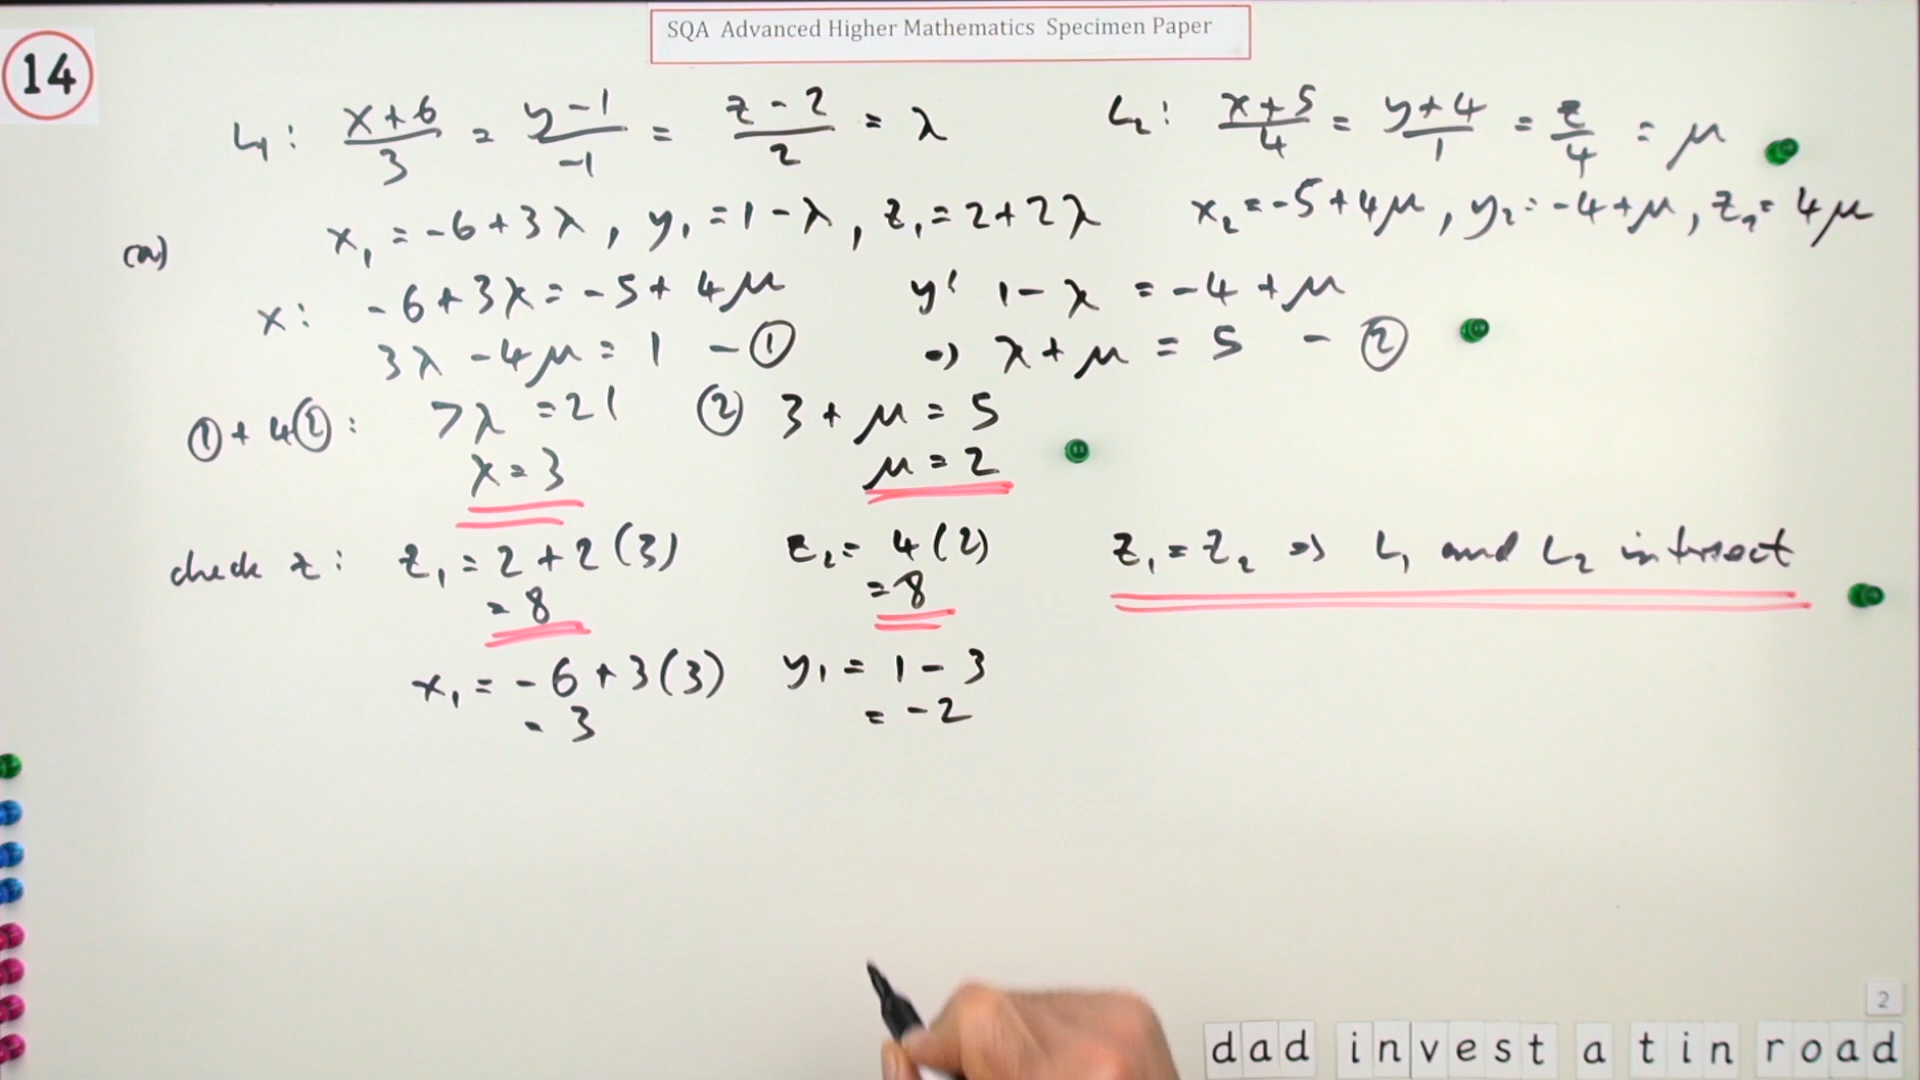 SQA Advanced Higher Mathematics Specimen Paper
14
L₁: (x+6)/3 = (y-1)/-1 = (z-2)/2 = λ L₂: (x+5)/4 = (y+4)/1 = z/4 = μ
(a) x₁ = -6+3λ, y₁ = 1-λ, z₁ = 2+2λ x₂ = -5+4μ, y₂ = -4+μ, z₂ = 4μ
x: -6+3λ = -5+4μ y: 1-λ = -4+μ
3λ-4μ = 1 - ① ⇒ λ+μ = 5 - ②
①+4②: 7λ = 21 ② 3+μ = 5
λ = 3 μ = 2
check z: z₁ = 2+2(3) z₂ = 4(2) z₁ = z₂ ⇒ L₁ and L₂ intersect
= 8 = 8
x₁ = -6+3(3) y₁ = 1-3
= 3 = -2
2
dad invest a tin road